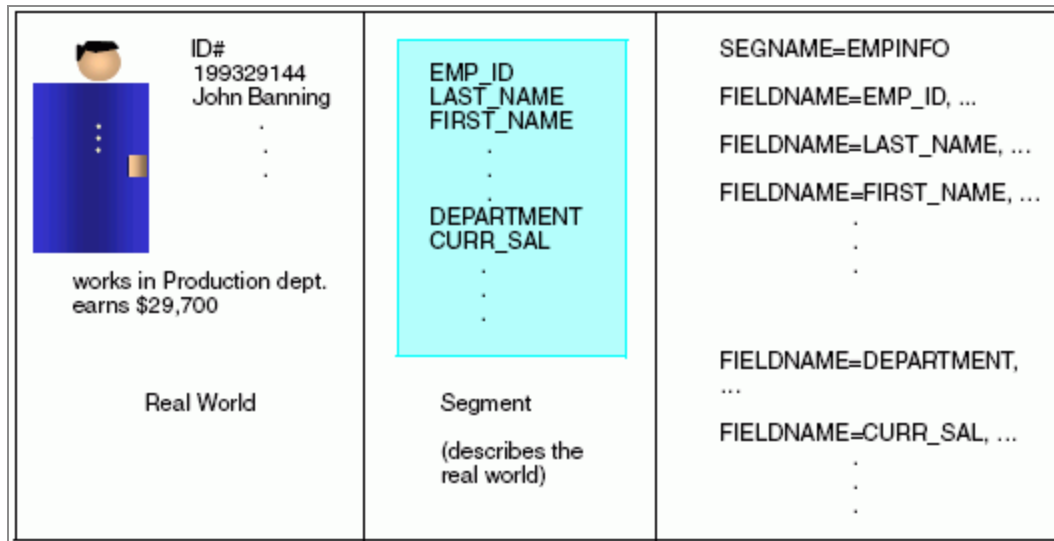 ID#
199329144
John Banning
.
.
.
works in Production dept.
earns $29,700
Real World
EMP_ID
LAST_NAME
FIRST_NAME
.
.
.
DEPARTMENT
CURR_SAL
.
.
.
Segment
(describes the
real world)
SEGNAME=EMPINFO
FIELDNAME=EMP_ID, ...
FIELDNAME=LAST_NAME, ...
FIELDNAME=FIRST_NAME, ...
.
.
.
FIELDNAME=DEPARTMENT,
...
FIELDNAME=CURR_SAL, ...
.
.
.